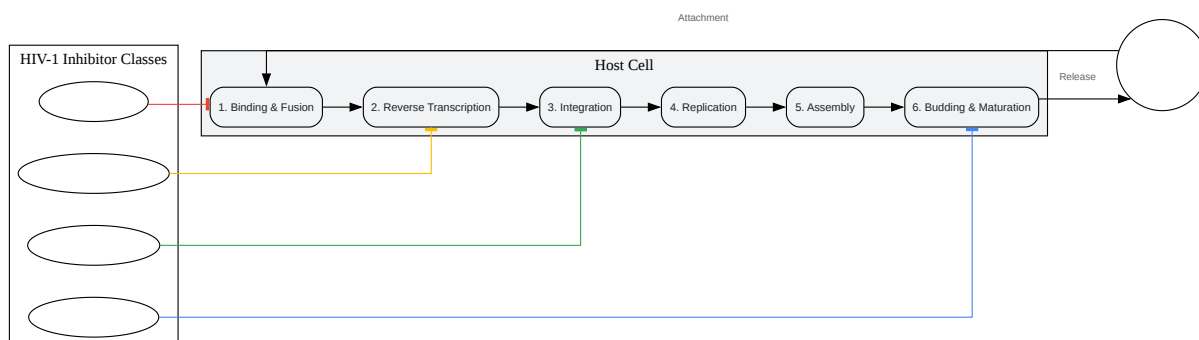 Attachment
HIV-1 Inhibitor Classes
Host Cell
Release
1. Binding & Fusion
2. Reverse Transcription
3. Integration
4. Replication
5. Assembly
6. Budding & Maturation